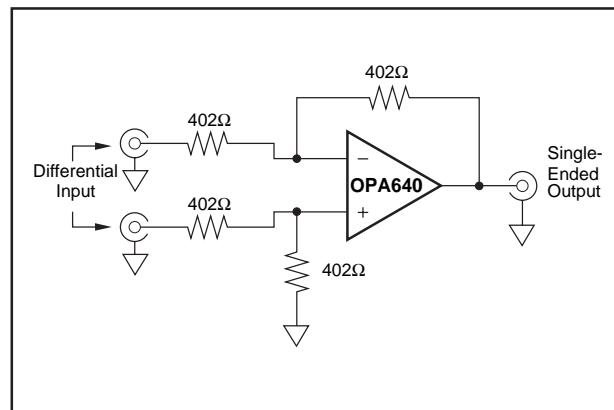 402Ω
402Ω
Differential
Input
−
OPA640
+
Single-
Ended
Output
402Ω
402Ω